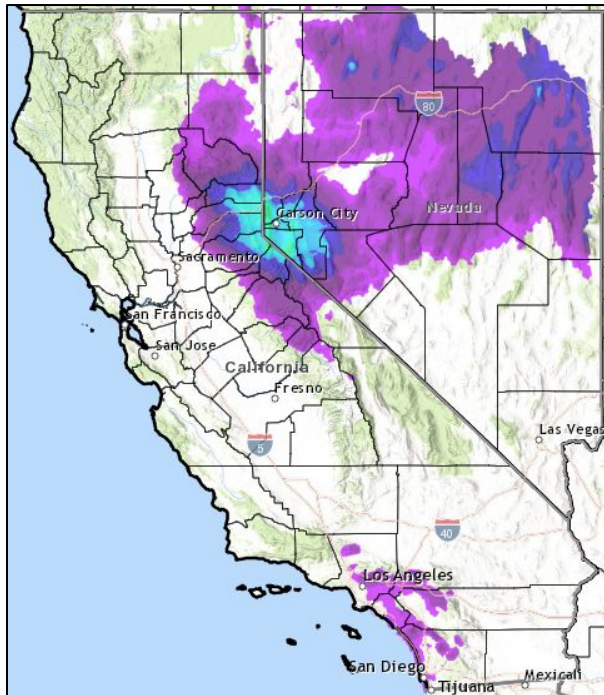 80
Nevada
Carson City
Sacramento
San Francisco
San Jose
California
Fresno
Las Vegas
5
40
Los Angeles
San Diego
Tijuana
Mexicali